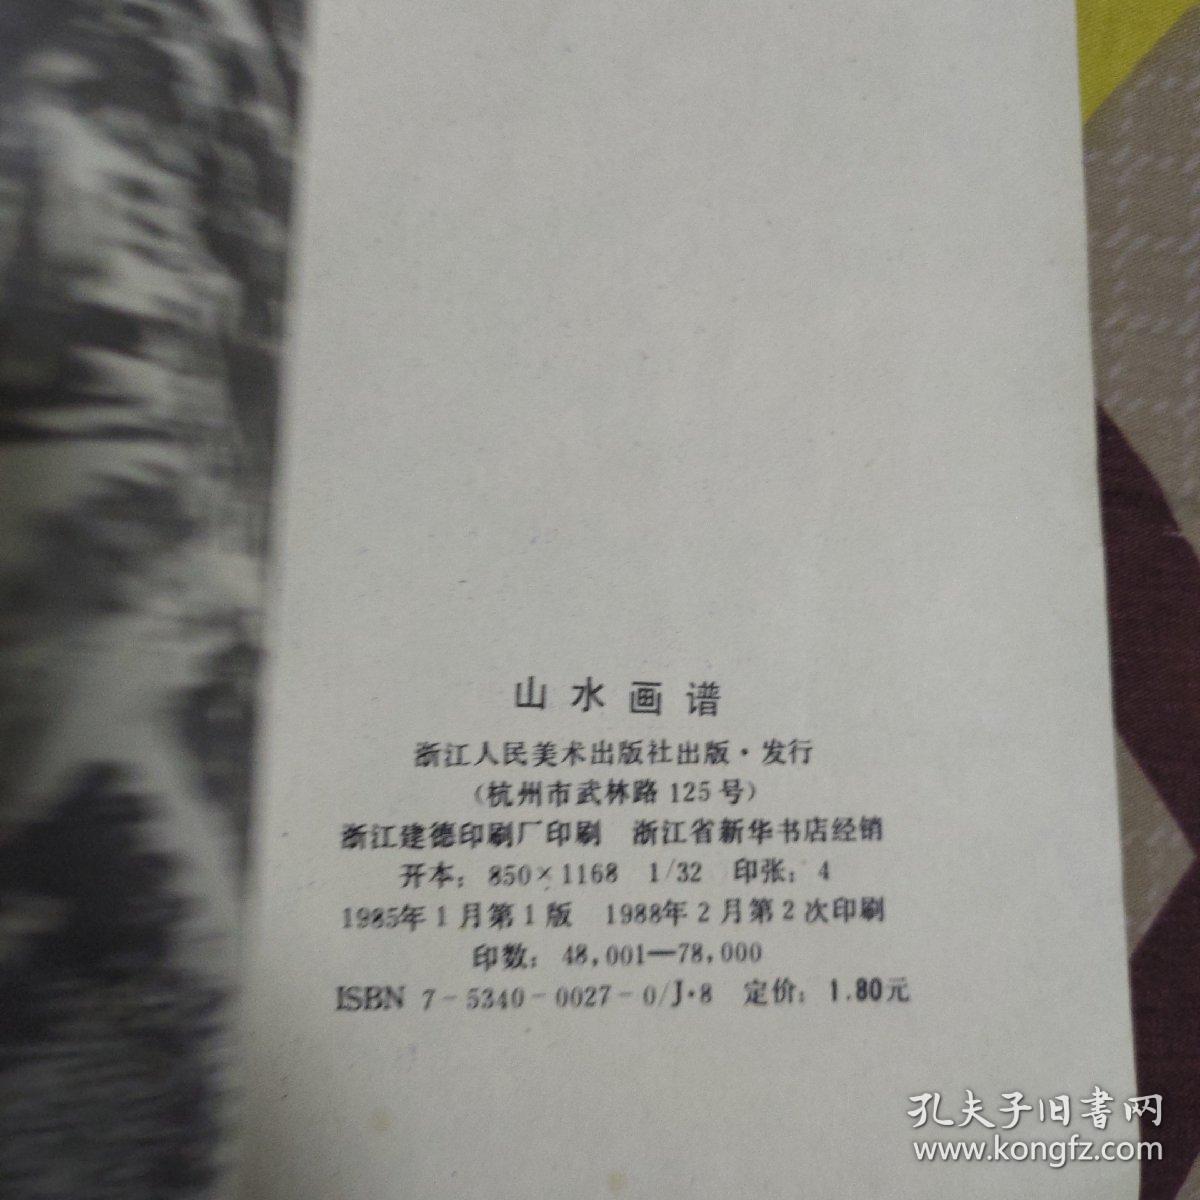 山水画谱
浙江人民美术出版社出版·发行
（杭州市武林路125号）
浙江建德印刷厂印刷 浙江省新华书店经销
开本：850×1168 1/32 印张：4
1985年1月第1版 1988年2月第2次印刷
印数：48,001—78,000
ISBN 7-5340-0027-0/J·8 定价：1.80元
孔夫子旧书网
www.kongfz.com